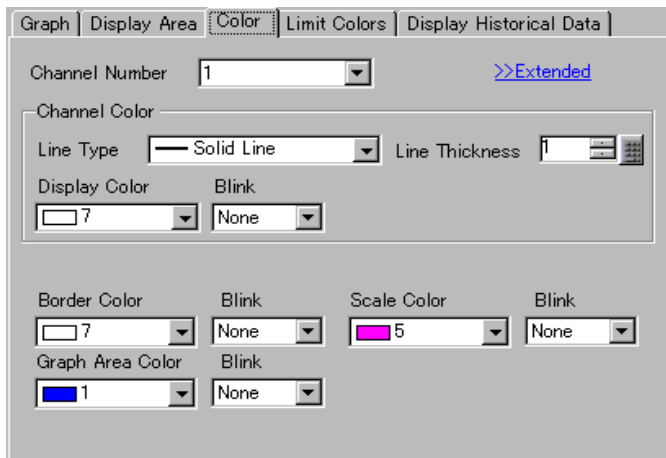 Graph Display Area Color Limit Colors Display Historical Data
Channel Number 1 >>Extended
Channel Color
Line Type Solid Line Line Thickness 1
Display Color Blink
7 None
Border Color Blink Scale Color Blink
7 None 5 None
Graph Area Color Blink
1 None